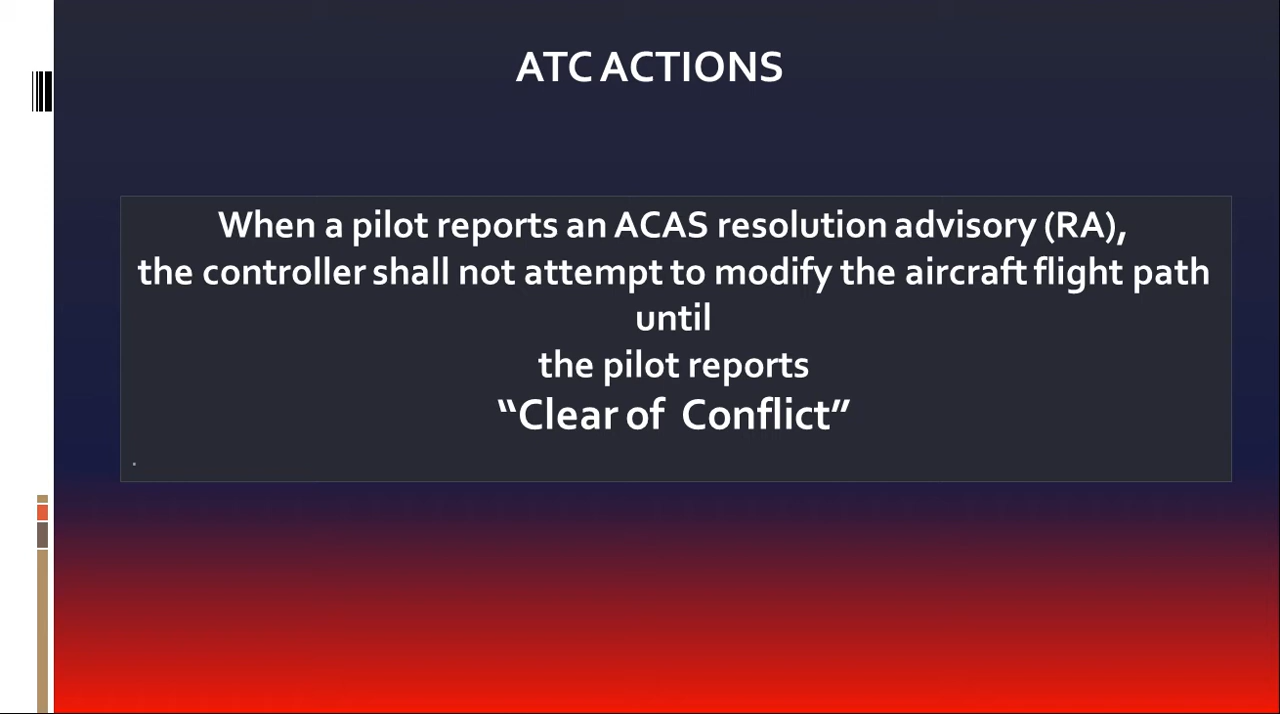 ATC ACTIONS
When a pilot reports an ACAS resolution advisory (RA),
the controller shall not attempt to modify the aircraft flight path
until
the pilot reports
“Clear of  Conflict”
.